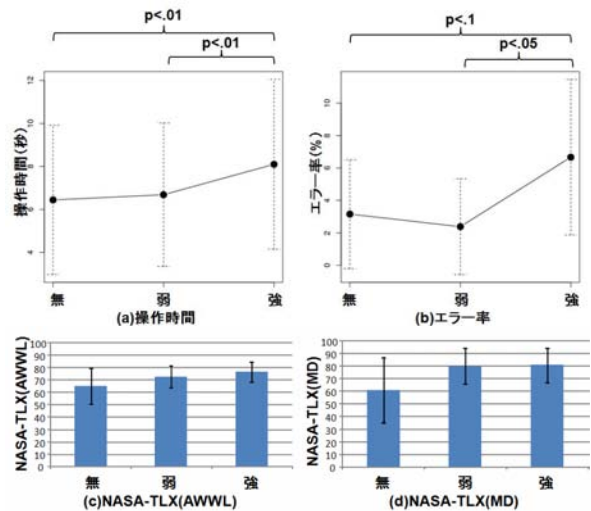 p<.01
p<.01
操作時間(秒)
12
10
8
6
4
無 弱 強
(a)操作時間
p<.1
p<.05
エラー率(%)
10
8
6
4
2
0
無 弱 強
(b)エラー率
NASA-TLX(AWWL)
100
90
80
70
60
50
40
30
20
10
0
無 弱 強
(c)NASA-TLX(AWWL)
NASA-TLX(MD)
100
90
80
70
60
50
40
30
20
10
0
無 弱 強
(d)NASA-TLX(MD)